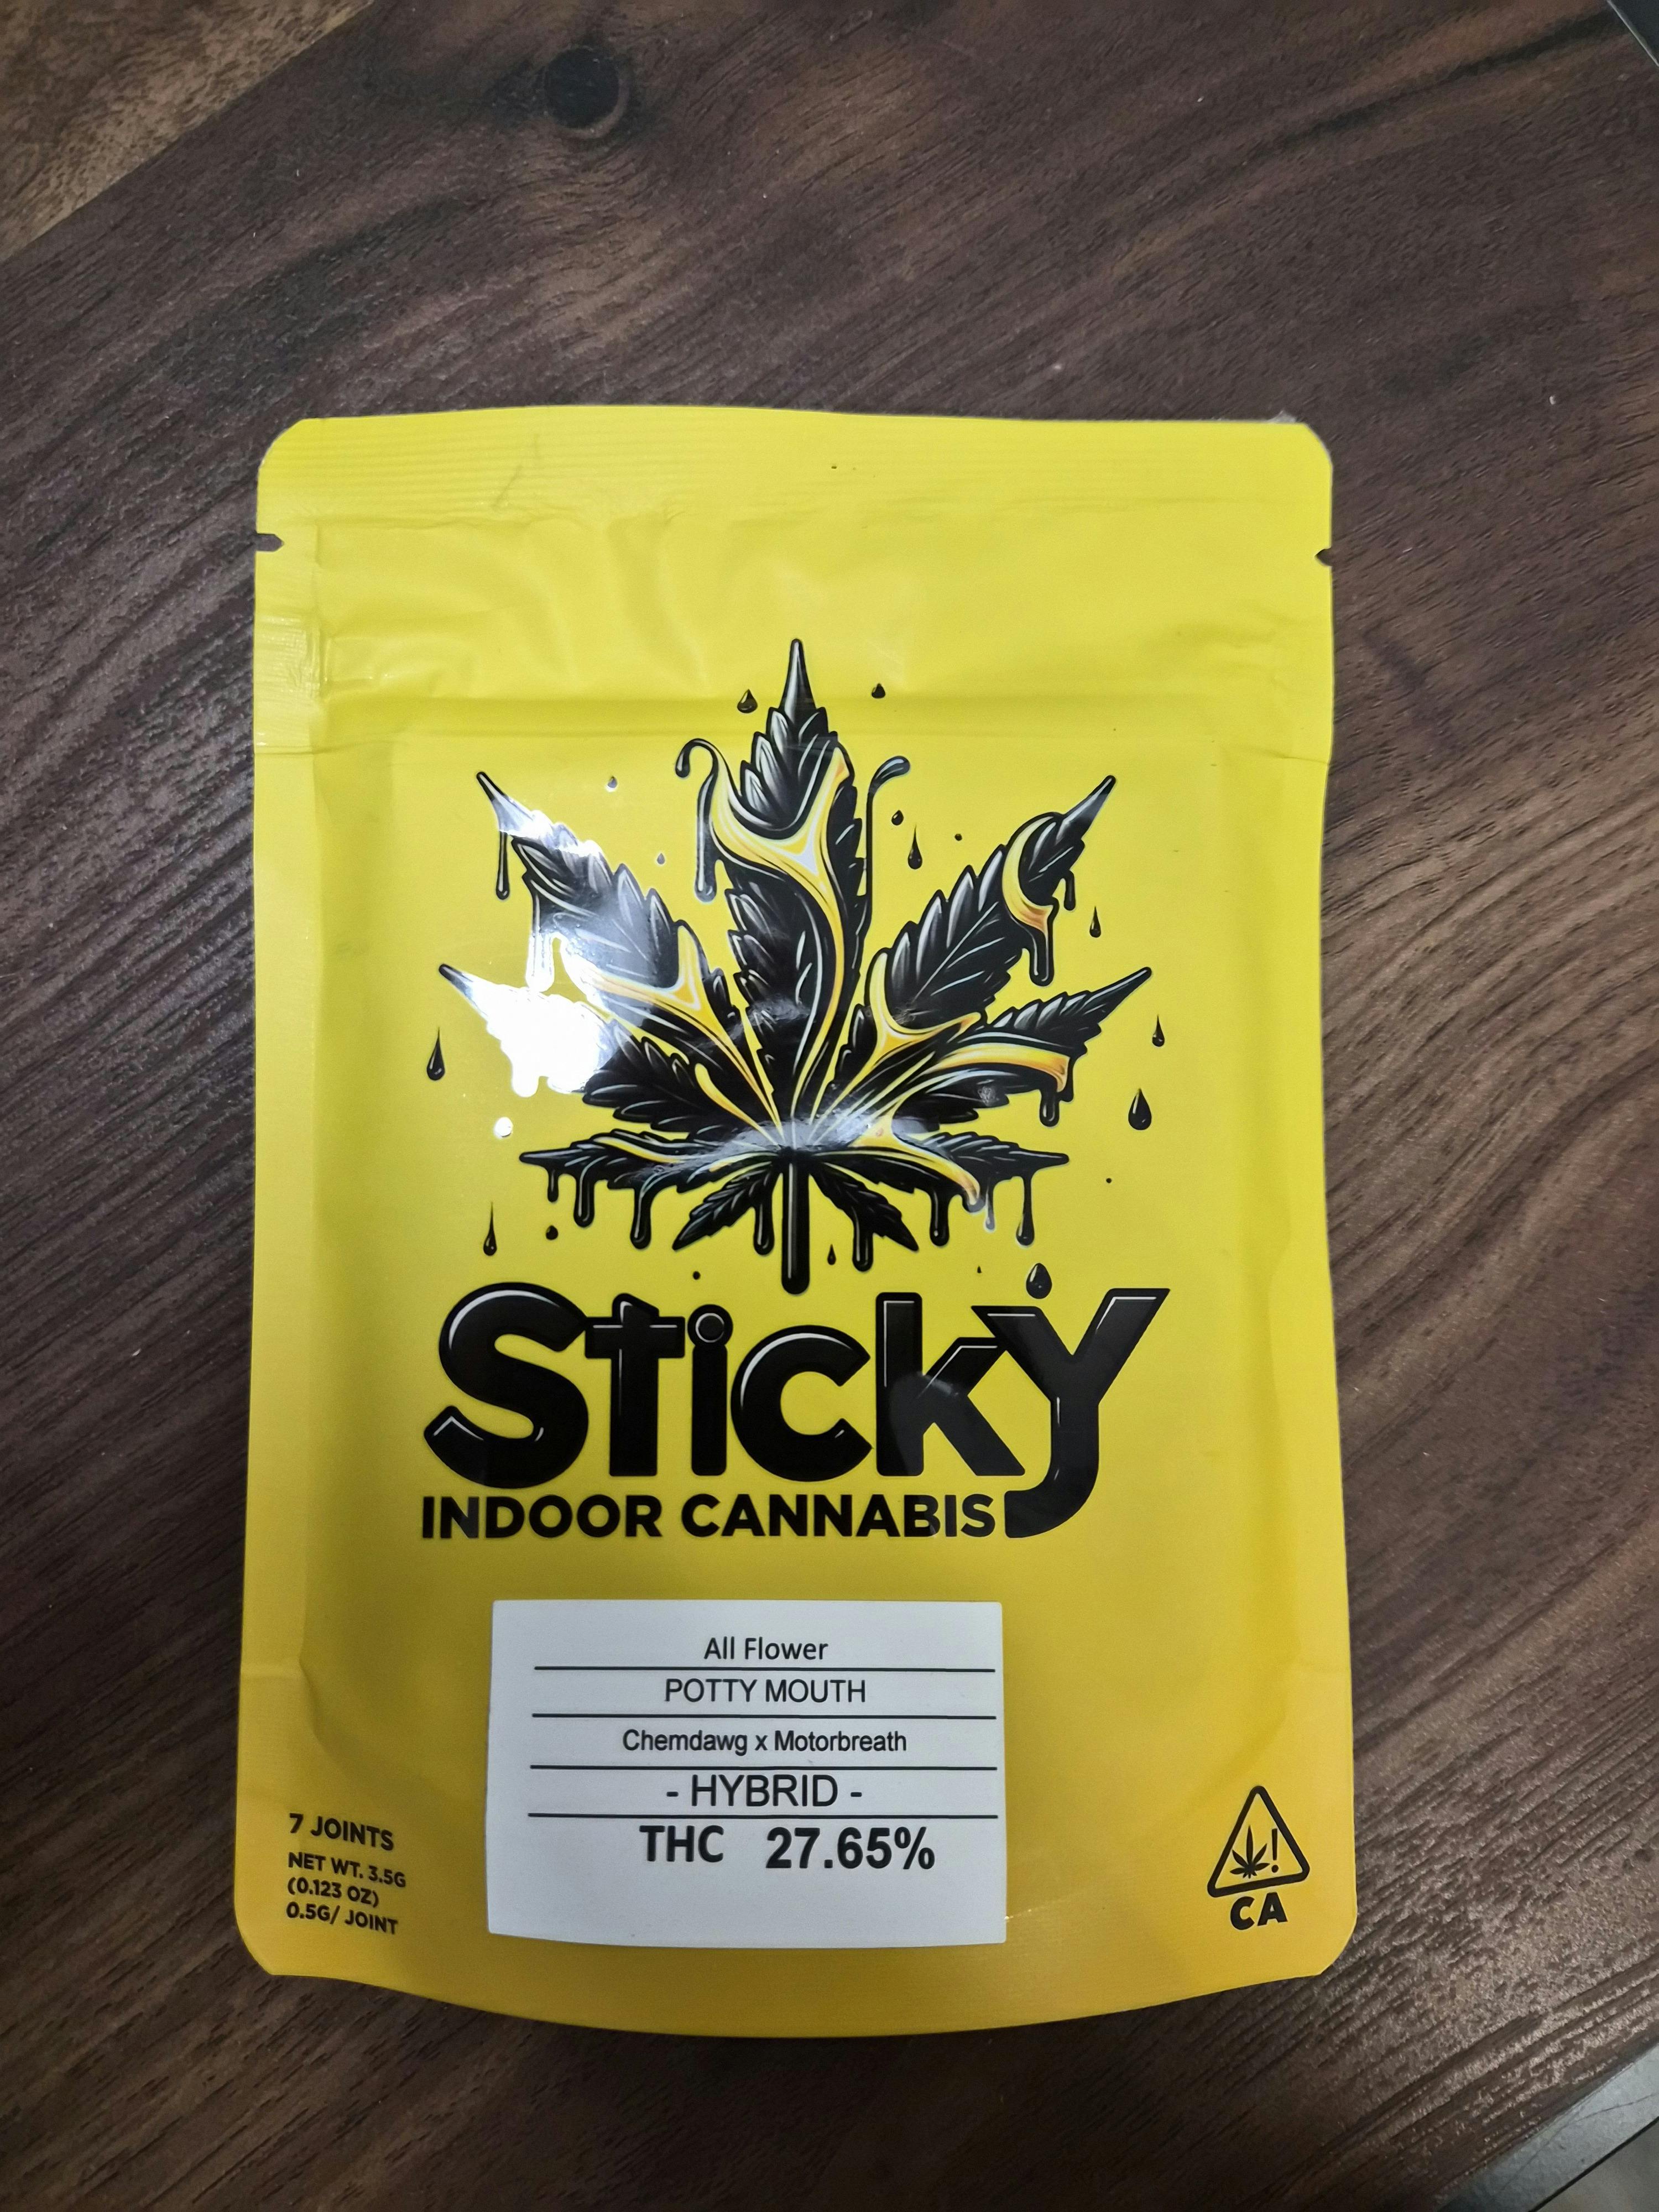 Sticky
INDOOR CANNABIS
All Flower
POTTY MOUTH
Chemdawg x Motorbreath
- HYBRID -
THC 27.65%
7 JOINTS
NET WT. 3.5G
(0.123 OZ)
0.5G/ JOINT
!
CA